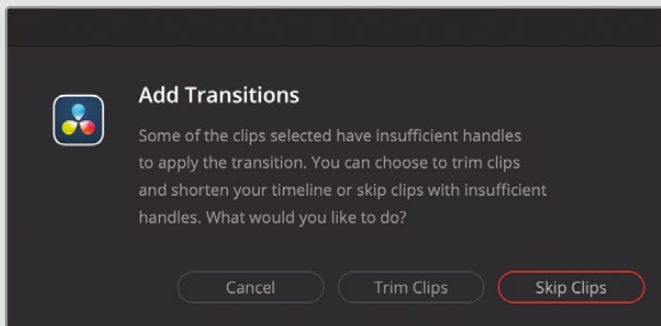 Add Transitions
Some of the clips selected have insufficient handles
to apply the transition. You can choose to trim clips
and shorten your timeline or skip clips with insufficient
handles. What would you like to do?
Cancel Trim Clips Skip Clips